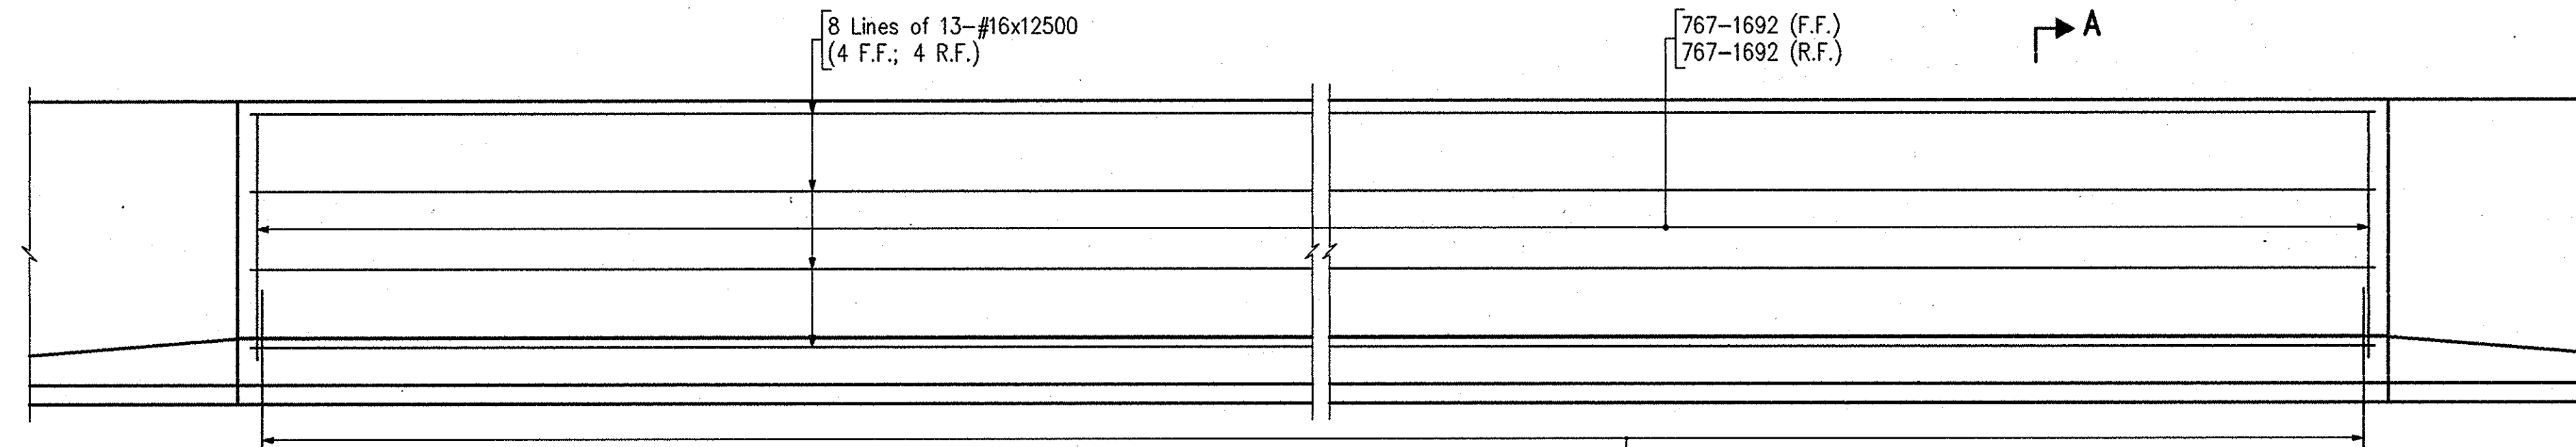 8 Lines of 13-#16x12500
(4 F.F.; 4 R.F.)
767-1692 (F.F.)
767-1692 (R.F.)
A